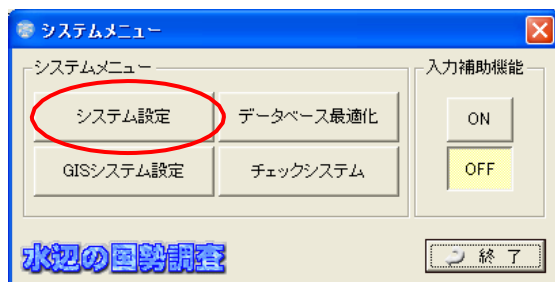 システムメニュー
システムメニュー
入力補助機能
システム設定
データベース最適化
ON
GISシステム設定
チェックシステム
OFF
水辺の国勢調査
終 了